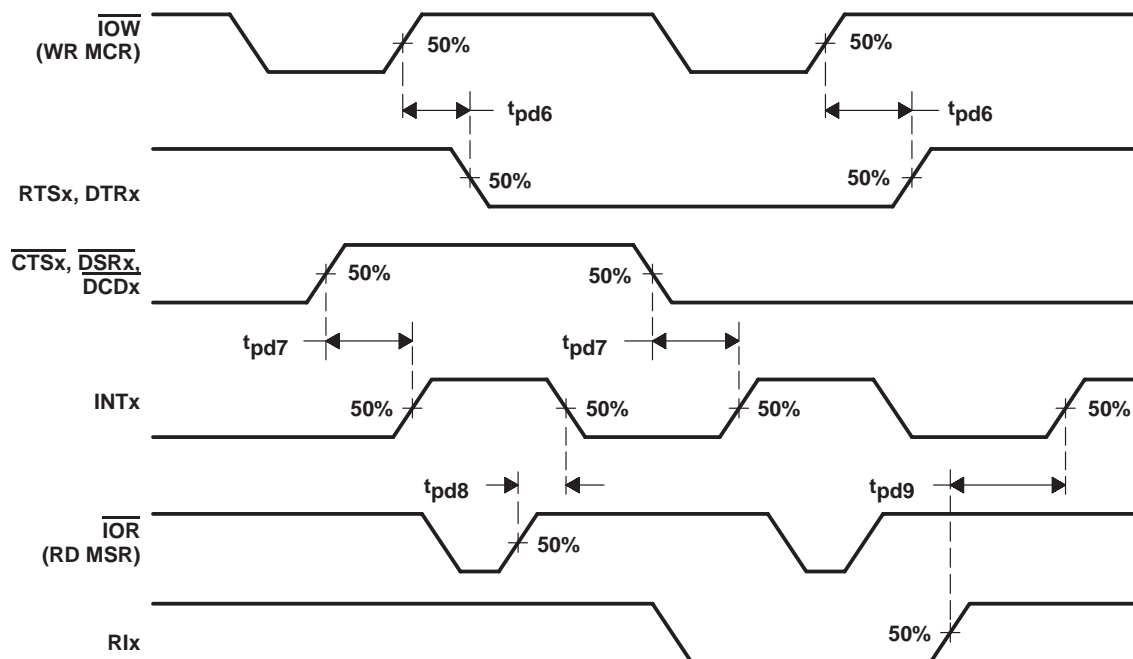 IOW
(WR MCR)
50%
50%
tpd6
tpd6
RTSx, DTRx
50%
50%
CTSx, DSRx,
DCDx
50%
50%
tpd7
tpd7
INTx
50%
50%
50%
50%
tpd8
tpd9
IOR
(RD MSR)
50%
RIx
50%